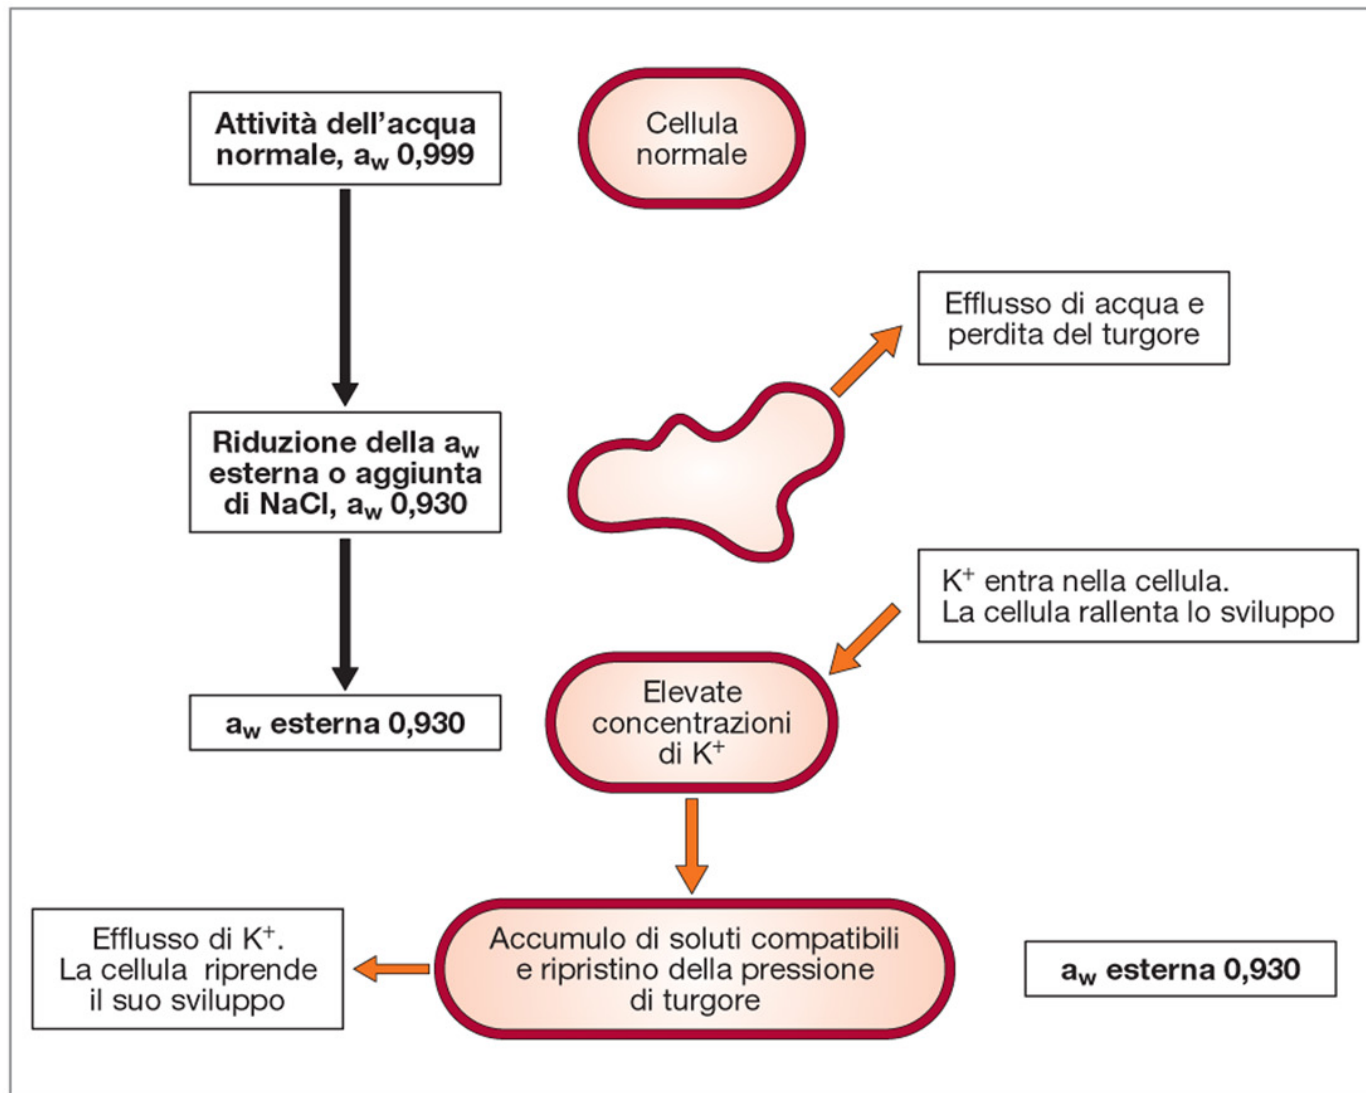 Attività dell'acqua
normale, aw 0,999
Cellula
normale
Efflusso di acqua e
perdita del turgore
Riduzione della aw
esterna o aggiunta
di NaCl, aw 0,930
K+ entra nella cellula.
La cellula rallenta lo sviluppo
aw esterna 0,930
Elevate
concentrazioni
di K+
Efflusso di K+.
La cellula riprende
il suo sviluppo
Accumulo di soluti compatibili
e ripristino della pressione
di turgore
aw esterna 0,930